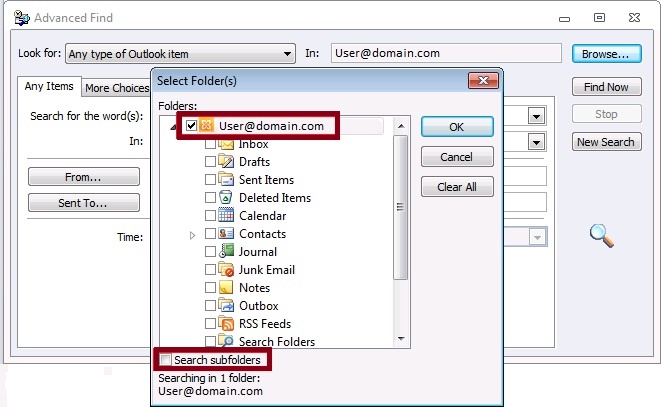 Advanced Find
Look for: Any type of Outlook item In: User@domain.com Browse...
Any Items More Choices
Find Now
Stop
New Search
Search for the word(s):
In:
From...
Sent To...
Time:
Select Folder(s)
Folders:
User@domain.com
Inbox
Drafts
Sent Items
Deleted Items
Calendar
Contacts
Journal
Junk Email
Notes
Outbox
RSS Feeds
Search Folders
OK
Cancel
Clear All
Search subfolders
Searching in 1 folder:
User@domain.com